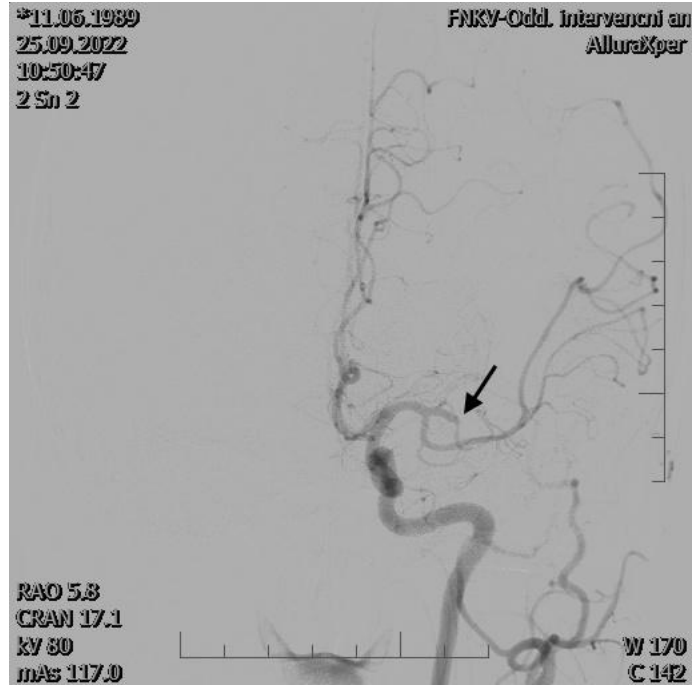 *11.06.1989
25.09.2022
10:50:47
2 Sn 2
FNKV-Odd. intervencni an
AlluraXper
RAO 5.8
CRAN 17.1
kV 80
mAs 117.0
W 170
C 142